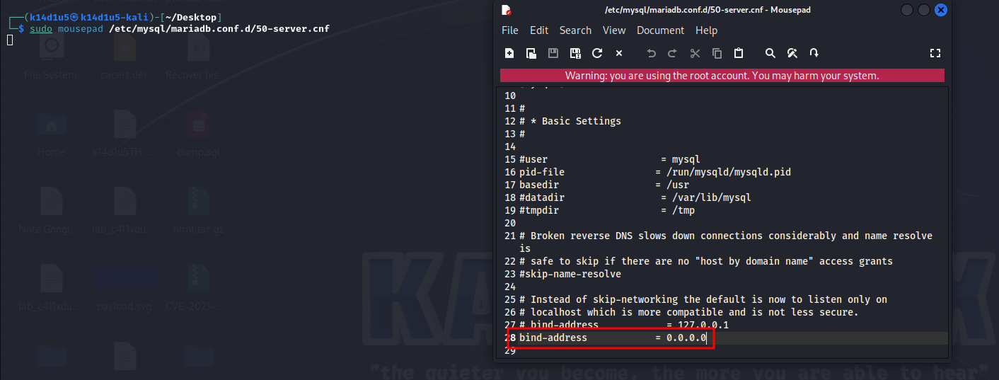 ┌──(k14d1u5㉿k14d1u5-kali)-[~/Desktop]
└─$ sudo mousepad /etc/mysql/mariadb.conf.d/50-server.cnf
File System
cacert.der
Recover his...
Home
k14d1u5TH...
dump.sql
Note Googl...
lab_c4l1xdu...
html.tar.gz
lab_c4l1xdu...
payload.svg
CVE-2021-...
"the quieter you become, the more you are able to hear"
/etc/mysql/mariadb.conf.d/50-server.cnf - Mousepad
File Edit Search View Document Help
Warning: you are using the root account. You may harm your system.
10
11 #
12 # * Basic Settings
13 #
14
15 #user = mysql
16 pid-file = /run/mysqld/mysqld.pid
17 basedir = /usr
18 #datadir = /var/lib/mysql
19 #tmpdir = /tmp
20
21 # Broken reverse DNS slows down connections considerably and name resolve
is
22 # safe to skip if there are no "host by domain name" access grants
23 #skip-name-resolve
24
25 # Instead of skip-networking the default is now to listen only on
26 # localhost which is more compatible and is not less secure.
27 # bind-address = 127.0.0.1
28 bind-address = 0.0.0.0
29